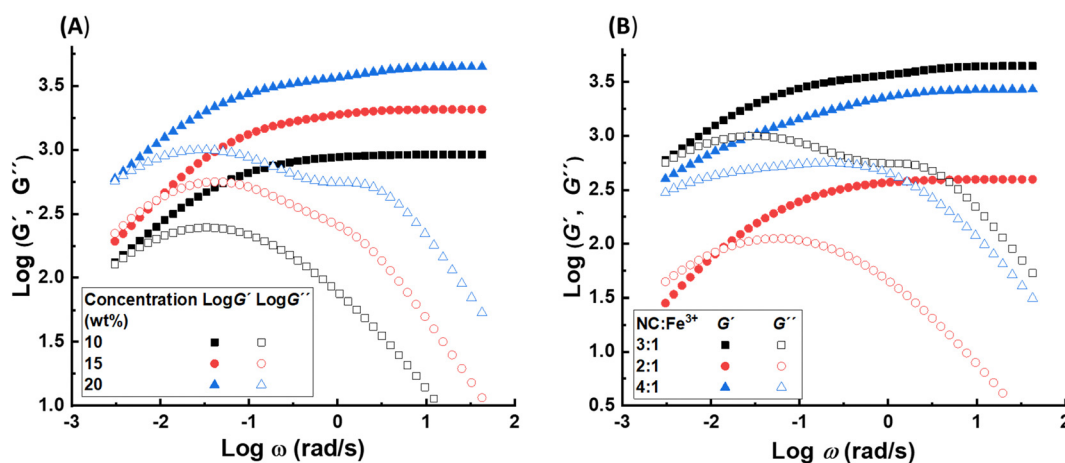 (A)
Log (G´, G´´)
3.5
3.0
2.5
2.0
1.5
1.0
Concentration LogG´ LogG´´
(wt%)
10
15
20
-3 -2 -1 0 1 2
Log ω (rad/s)
(B)
Log (G´, G´´)
3.5
3.0
2.5
2.0
1.5
1.0
0.5
NC:Fe³⁺ G´ G´´
3:1
2:1
4:1
-3 -2 -1 0 1 2
Log ω (rad/s)